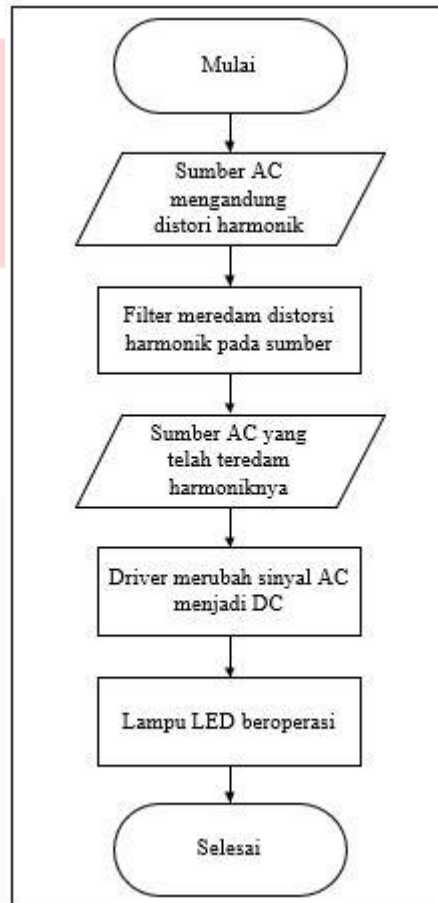 Mulai
Sumber AC
mengandung
distori harmonik
Filter meredam distorsi
harmonik pada sumber
Sumber AC yang
telah teredam
harmoniknya
Driver merubah sinyal AC
menjadi DC
Lampu LED beroperasi
Selesai